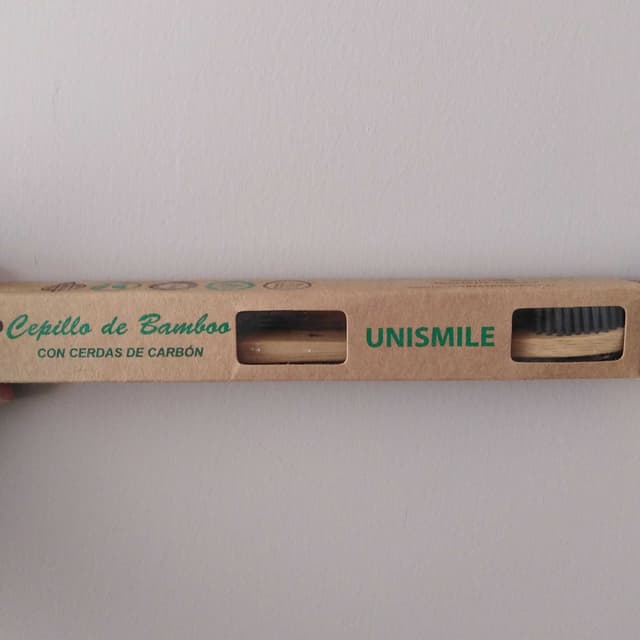 Cepillo de Bamboo
CON CERDAS DE CARBÓN
UNISMILE